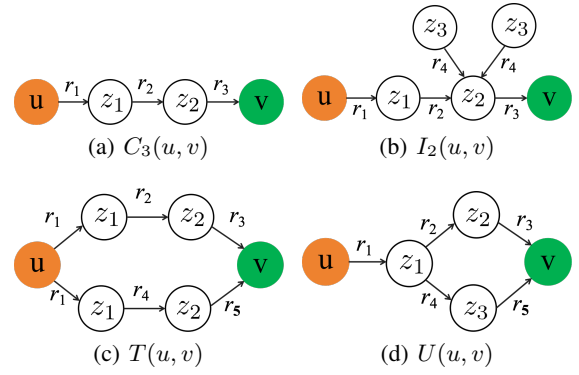 z₃ z₃
r₄ r₄
u r₁ z₁ r₂ z₂ r₃ v
u r₁ z₁ r₂ z₂ r₃ v
(a) C₃(u, v)
(b) I₂(u, v)
r₁ z₁ r₂ z₂ r₃
u v
r₁ z₁ r₄ z₂ r₅
(c) T(u, v)
z₂
r₂ r₃
u r₁ z₁ v
r₄ z₃ r₅
(d) U(u, v)